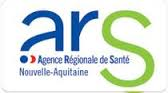 ars
Agence Régionale de Santé
Nouvelle-Aquitaine